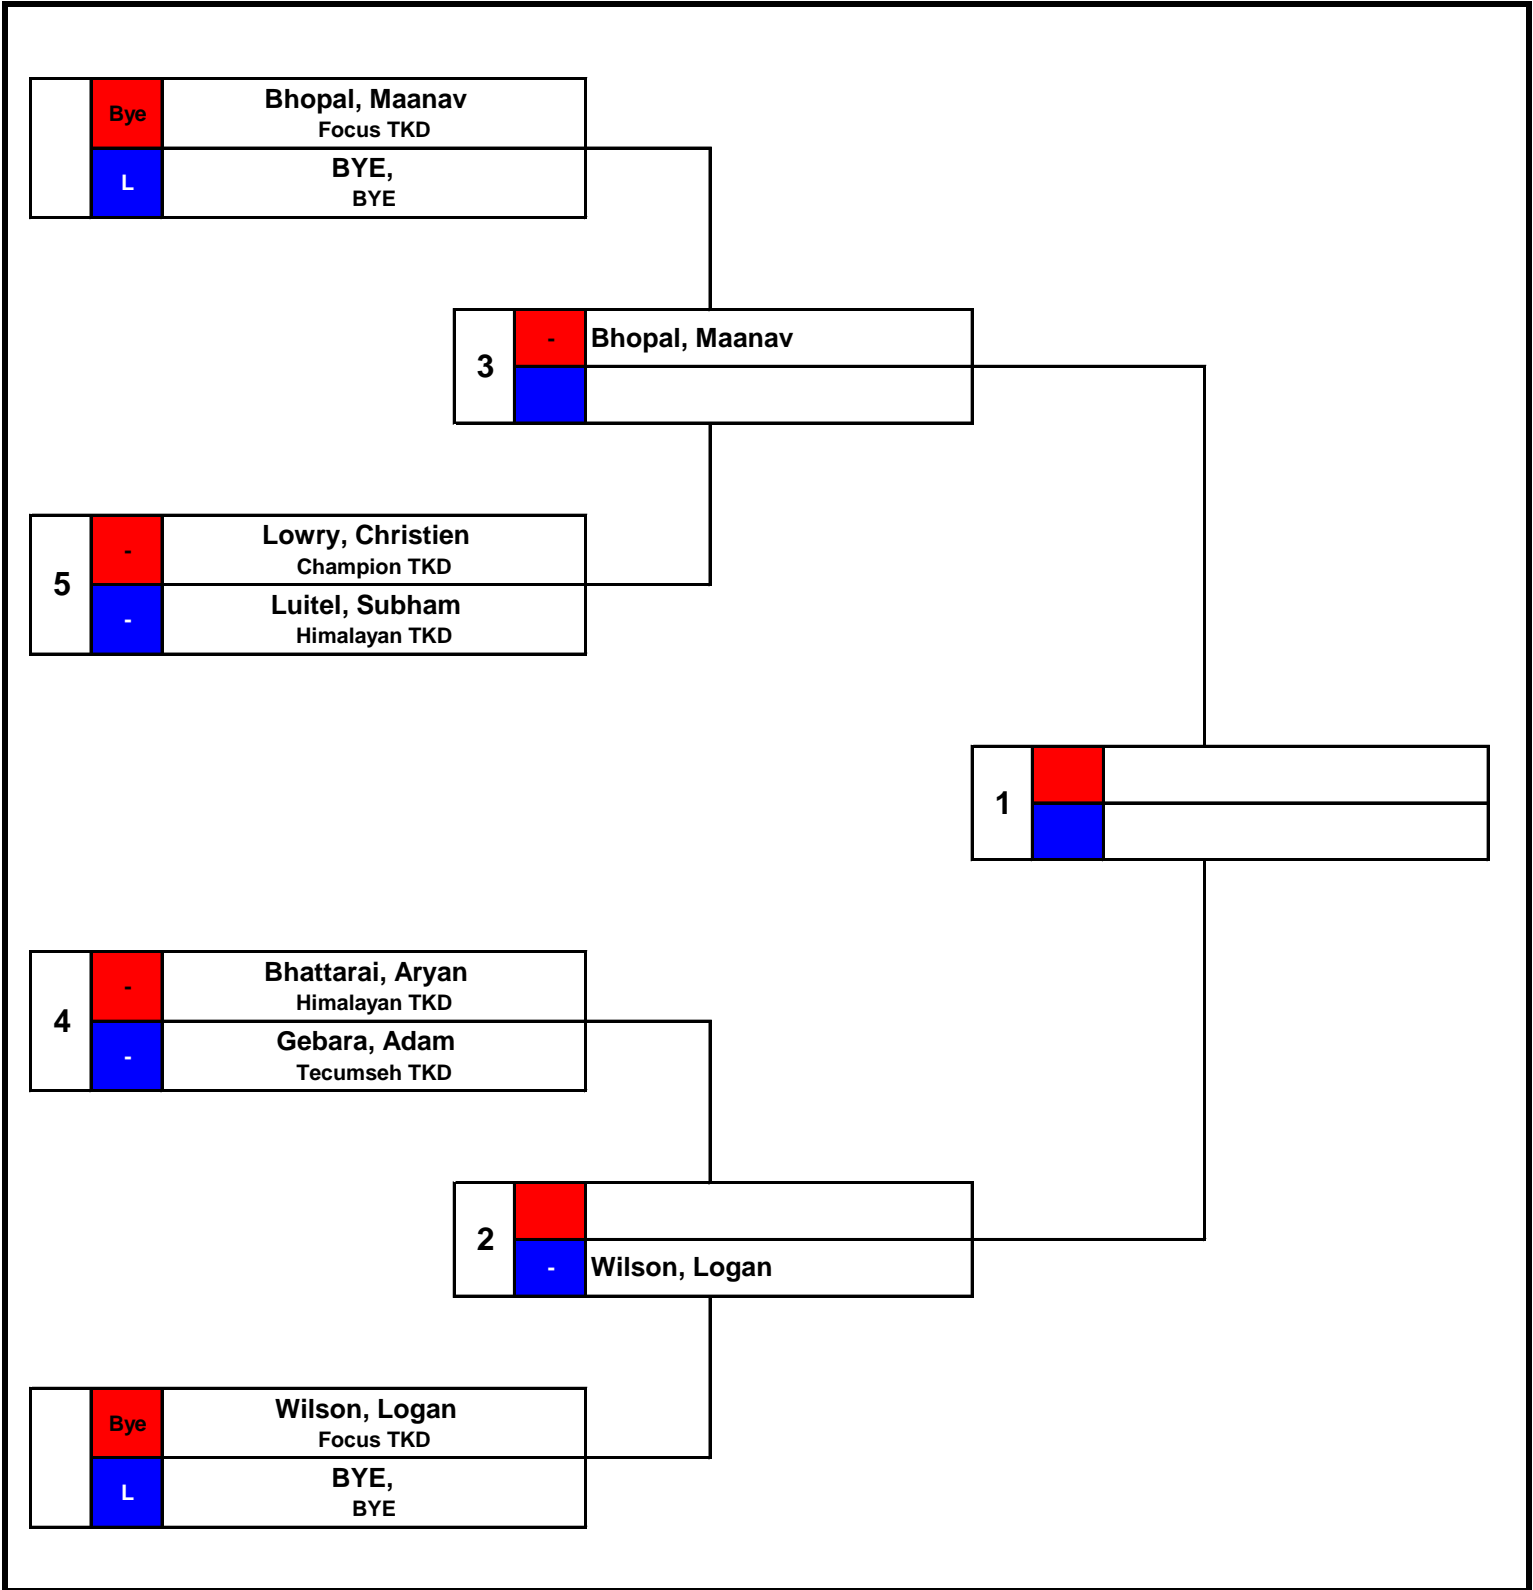 Bye
Bhopal, Maanav
Focus TKD
L
BYE,
BYE
3
-
Bhopal, Maanav
5
-
Lowry, Christien
Champion TKD
-
Luitel, Subham
Himalayan TKD
1
4
-
Bhattarai, Aryan
Himalayan TKD
-
Gebara, Adam
Tecumseh TKD
2
-
Wilson, Logan
Bye
Wilson, Logan
Focus TKD
L
BYE,
BYE